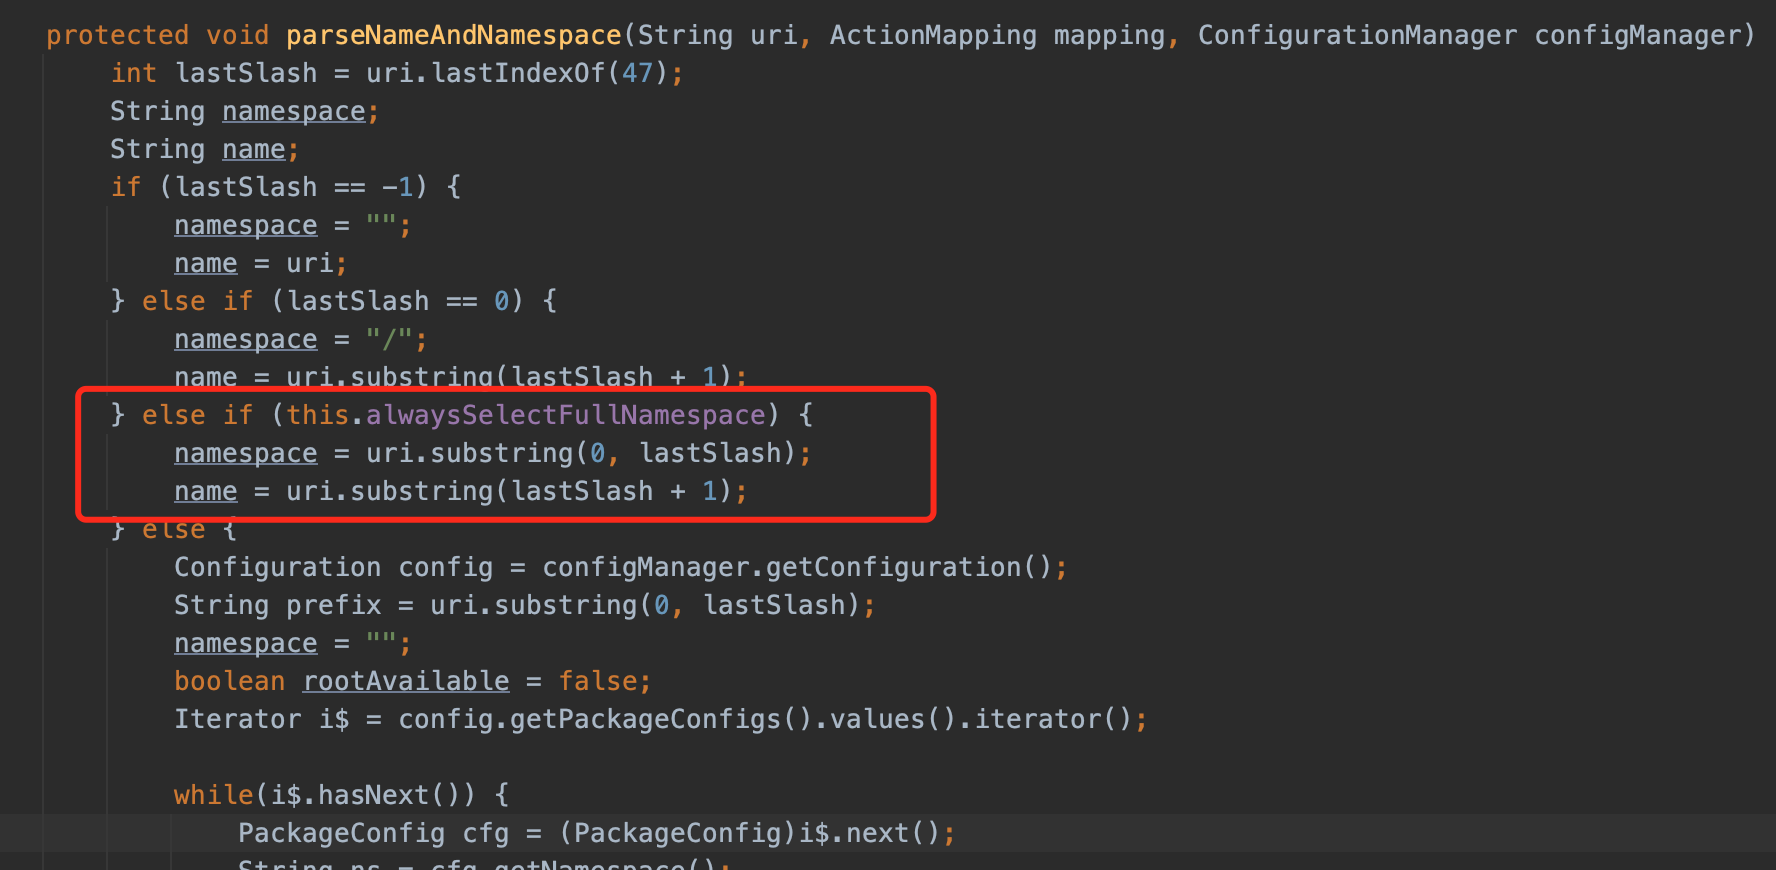 protected void parseNameAndNamespace(String uri, ActionMapping mapping, ConfigurationManager configManager)
int lastSlash = uri.lastIndexOf(47);
String namespace;
String name;
if (lastSlash == -1) {
namespace = "";
name = uri;
} else if (lastSlash == 0) {
namespace = "/";
name = uri.substring(lastSlash + 1);
} else if (this.alwaysSelectFullNamespace) {
namespace = uri.substring(0, lastSlash);
name = uri.substring(lastSlash + 1);
} else {
Configuration config = configManager.getConfiguration();
String prefix = uri.substring(0, lastSlash);
namespace = "";
boolean rootAvailable = false;
Iterator i$ = config.getPackageConfigs().values().iterator();
while(i$.hasNext()) {
PackageConfig cfg = (PackageConfig)i$.next();
String ns = cfg.getNamespace();